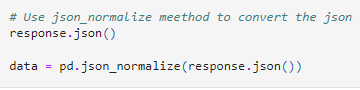 # Use json_normalize meethod to convert the json
response.json()
data = pd.json_normalize(response.json())